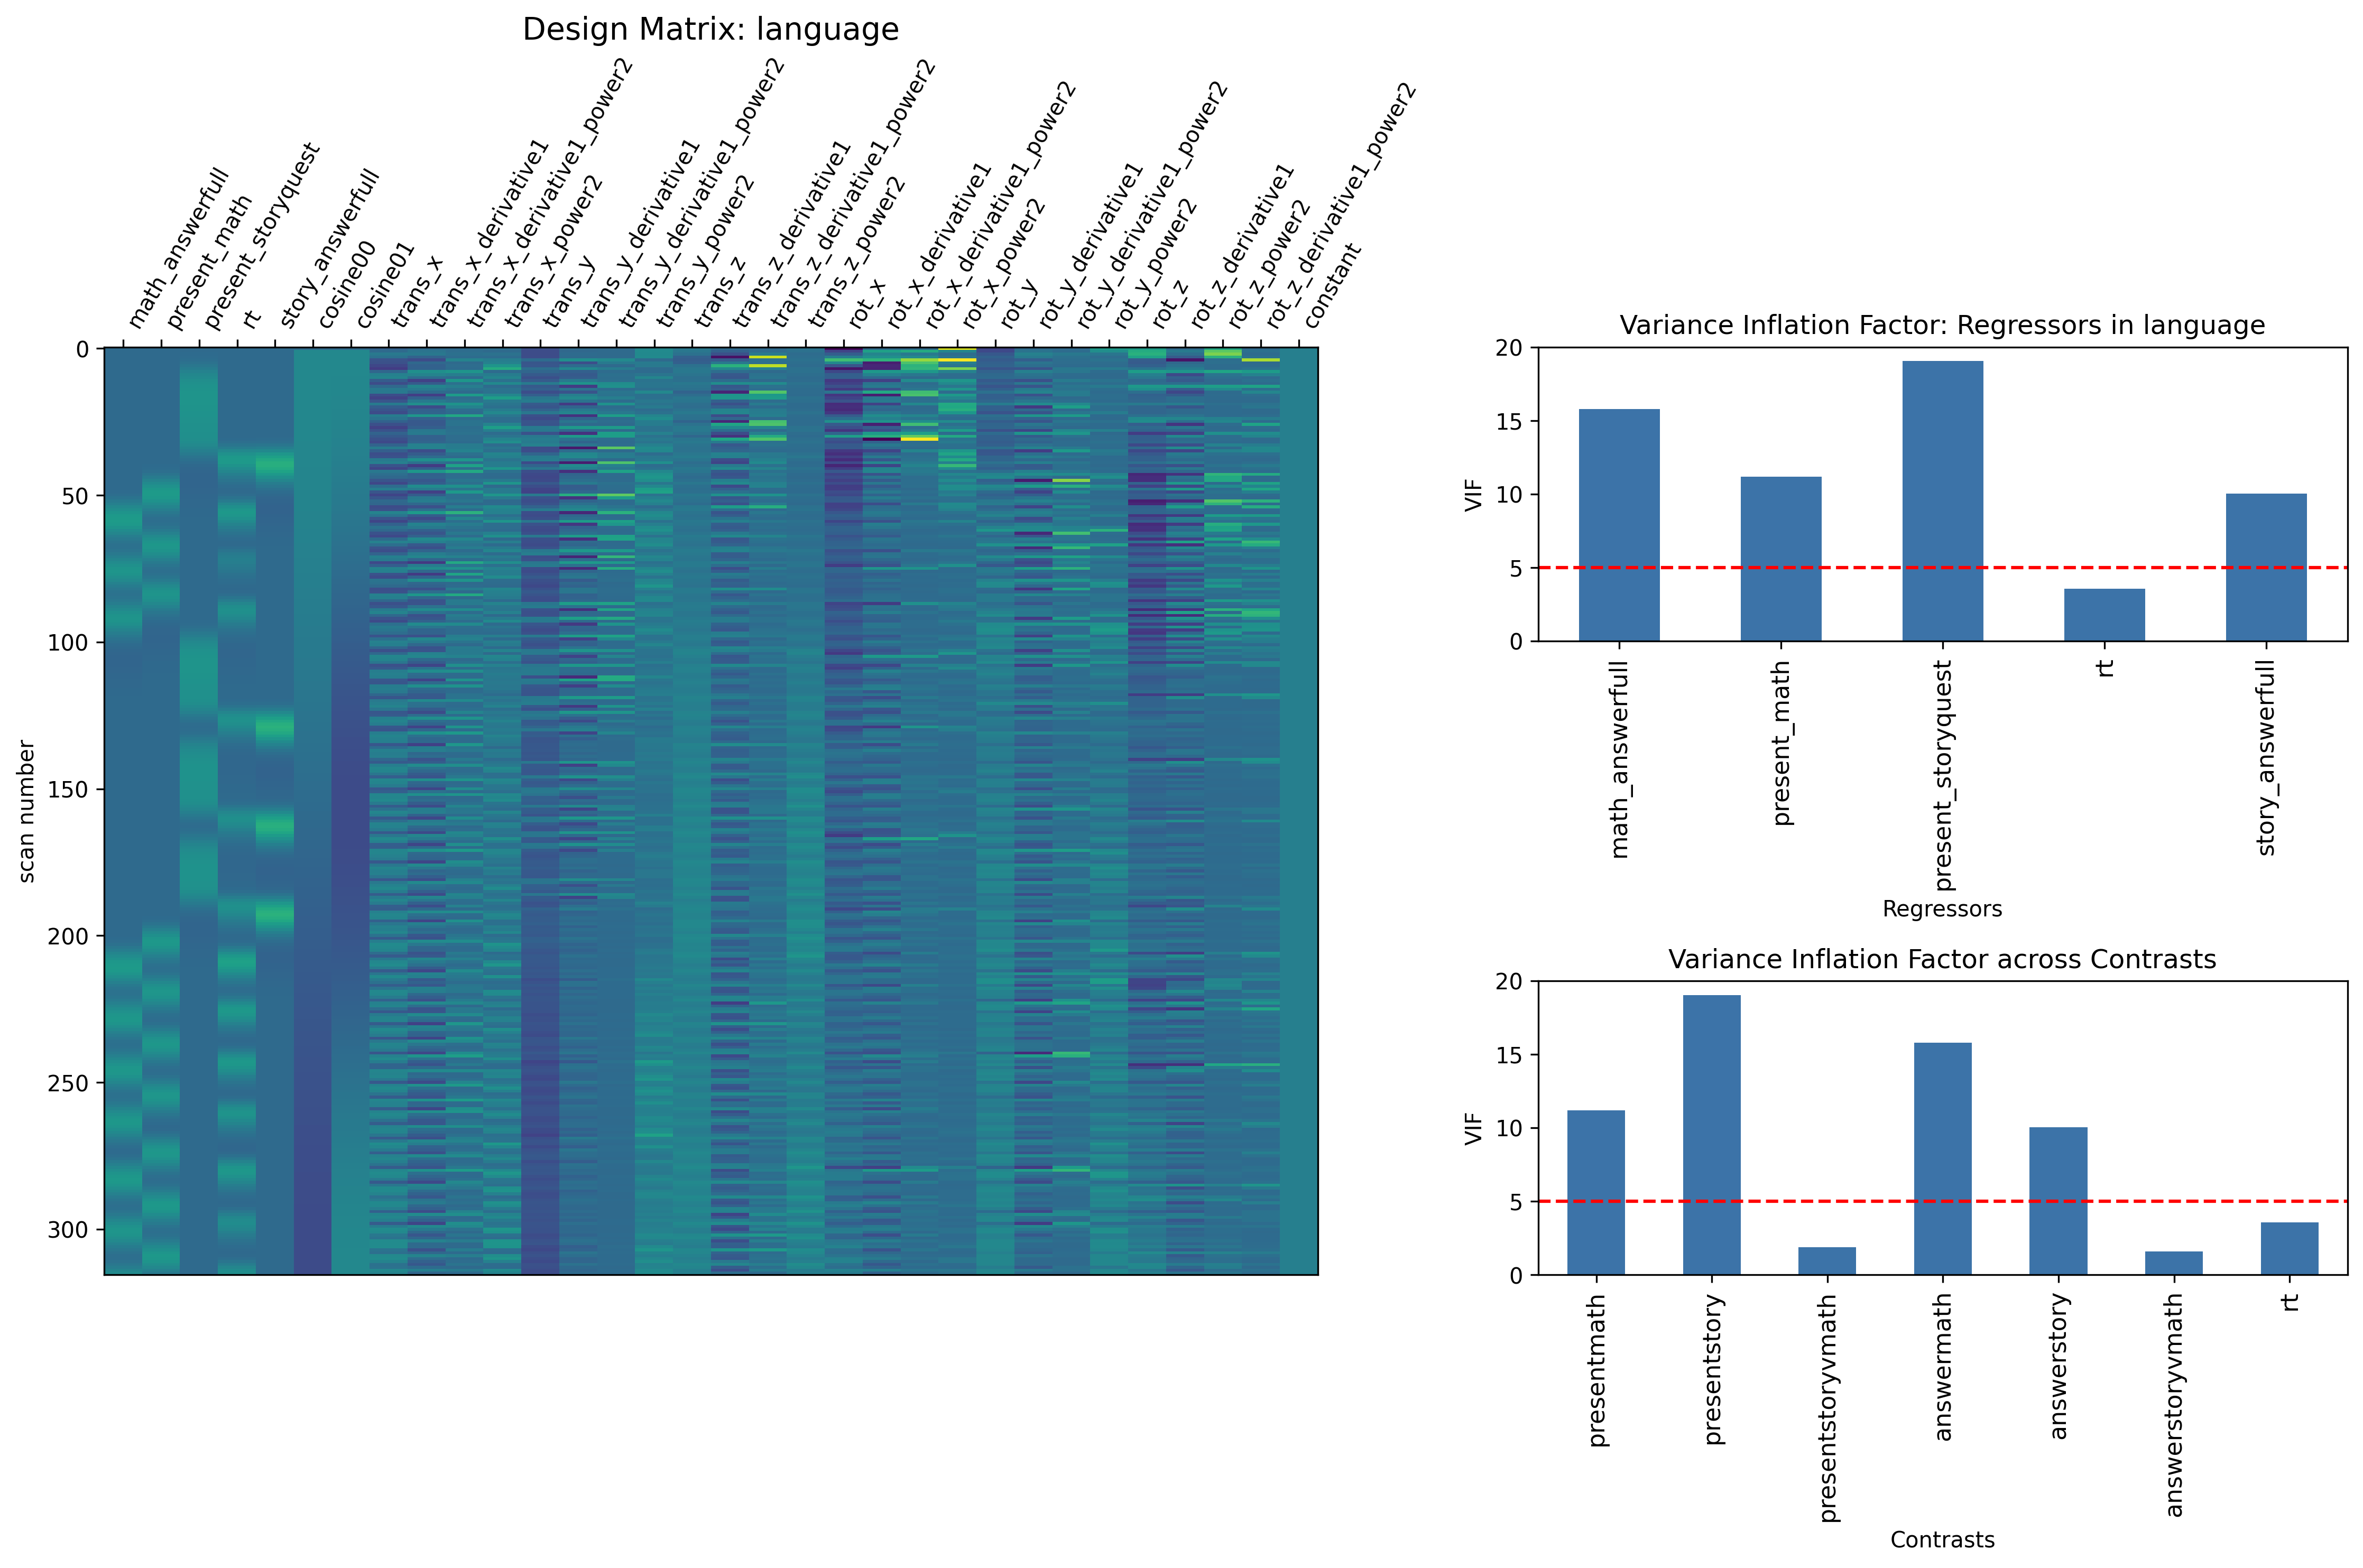 Design Matrix: language
math_answerfull
present_math
present_storyquest
rt
story_answerfull
cosine00
cosine01
trans_x
trans_x_derivative1
trans_x_derivative1_power2
trans_x_power2
trans_y
trans_y_derivative1
trans_y_derivative1_power2
trans_y_power2
trans_z
trans_z_derivative1
trans_z_derivative1_power2
trans_z_power2
rot_x
rot_x_derivative1
rot_x_derivative1_power2
rot_x_power2
rot_y
rot_y_derivative1
rot_y_derivative1_power2
rot_y_power2
rot_z
rot_z_derivative1
rot_z_power2
rot_z_derivative1_power2
constant
0
50
100
150
200
250
300
scan number
Variance Inflation Factor: Regressors in language
20
15
10
5
0
VIF
math_answerfull
present_math
present_storyquest
rt
story_answerfull
Regressors
Variance Inflation Factor across Contrasts
20
15
10
5
0
VIF
presentmath
presentstory
presentstoryvmath
answermath
answerstory
answerstoryvmath
rt
Contrasts